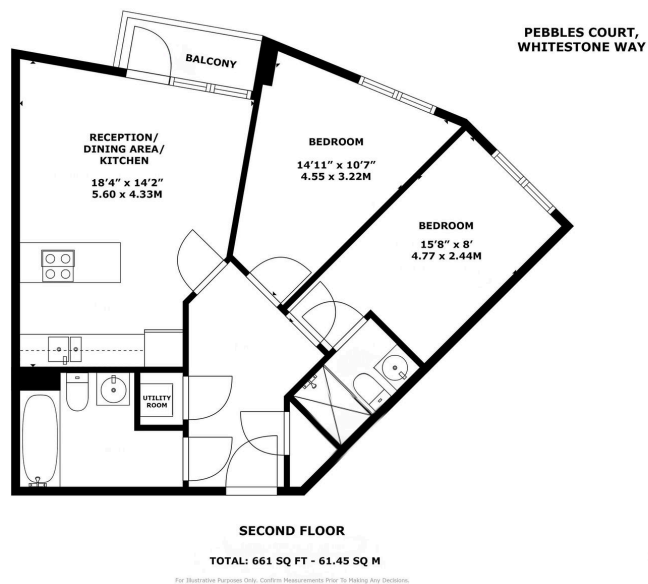 PEBBLES COURT,
WHITESTONE WAY
BALCONY
RECEPTION/
DINING AREA/
KITCHEN
18'4" x 14'2"
5.60 x 4.33M
BEDROOM
14'11" x 10'7"
4.55 x 3.22M
BEDROOM
15'8" x 8'
4.77 x 2.44M
UTILITY
ROOM
SECOND FLOOR
TOTAL: 661 SQ FT - 61.45 SQ M
For Illustrative Purposes Only. Confirm Measurements Prior To Making Any Decisions.